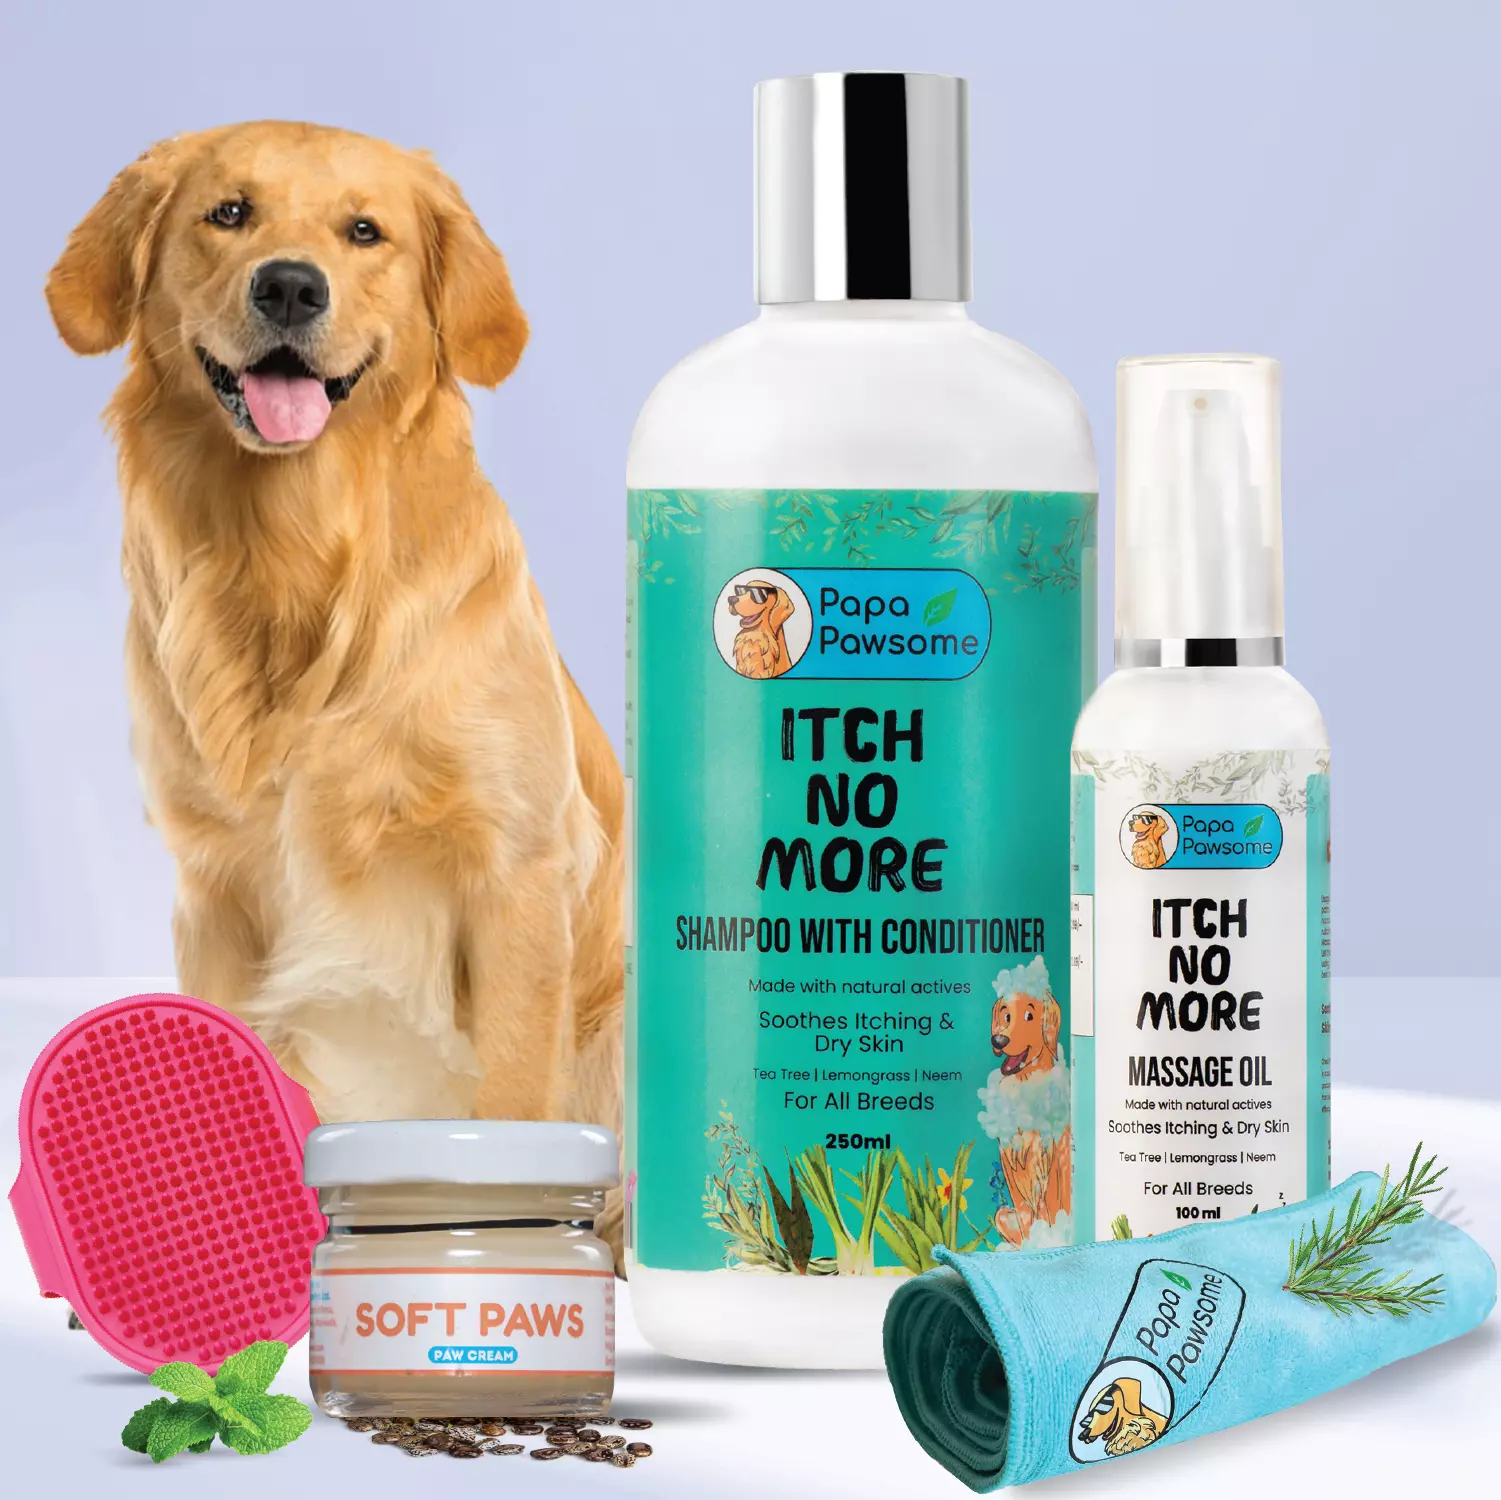 Papa
Pawsome
ITCH
NO
MORE
SHAMPOO WITH CONDITIONER
Made with natural actives
Soothes Itching &
Dry Skin
Tea Tree | Lemongrass | Neem
For All Breeds
250ml
Papa
Pawsome
ITCH
NO
MORE
MASSAGE OIL
Made with natural actives
Soothes Itching & Dry Skin
Tea Tree | Lemongrass | Neem
For All Breeds
100 ml
SOFT PAWS
PAW CREAM
Papa
Pawsome